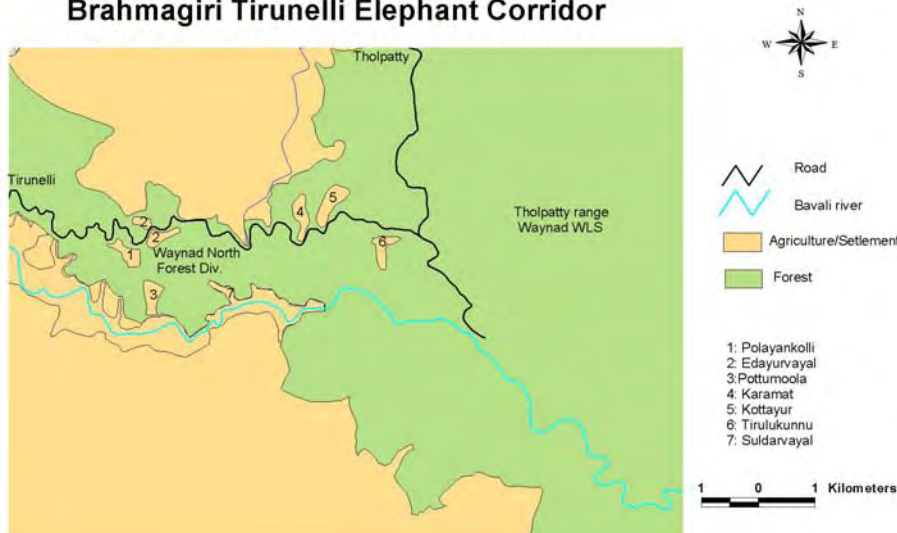 Brahmagiri Tirunelli Elephant Corridor
N
W
E
S
Tholpatty
Tirunelli
Road
Bavali river
Agriculture/Setlement
Forest
Tholpatty range
Waynad WLS
Waynad North
Forest Div.
1
2
2
3
4
5
6
7
1: Polayankolli
2: Edayurvayal
3:Pottumoola
4: Karamat
5: Kottayur
6: Tirulukunnu
7: Suldarvayal
1 0 1 Kilometers